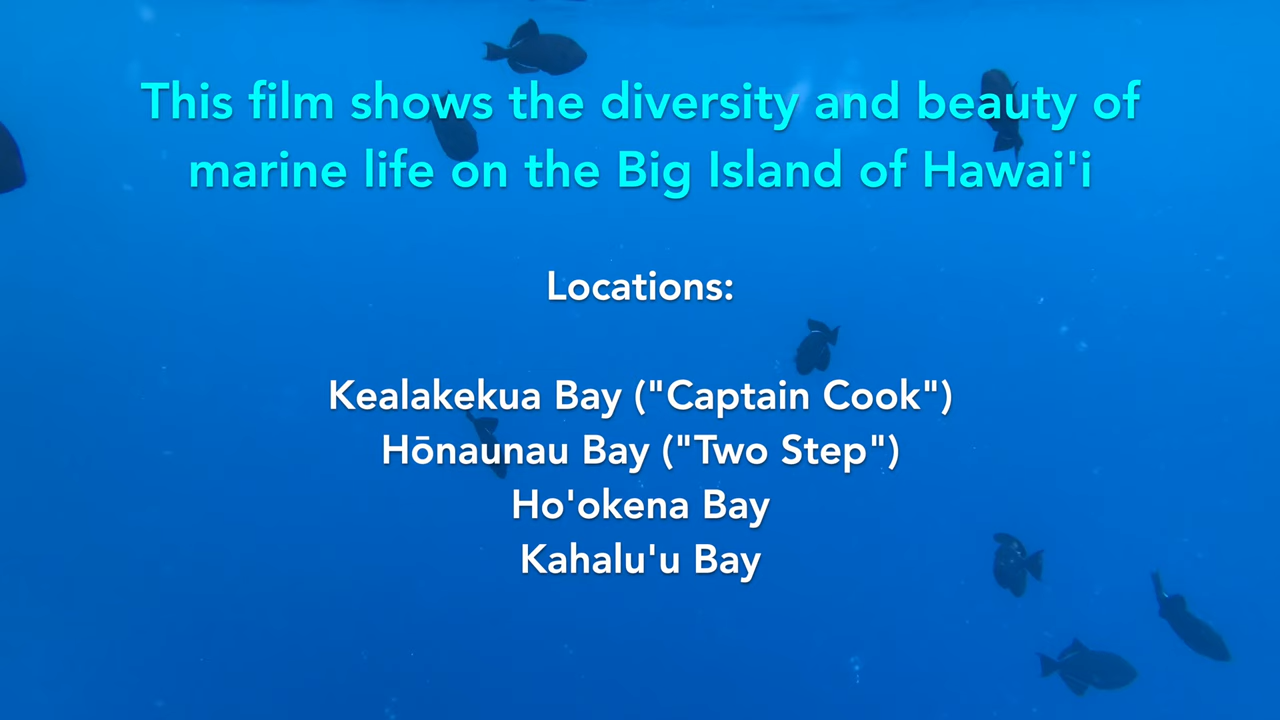 This film shows the diversity and beauty of
marine life on the Big Island of Hawai'i
Locations:
Kealakekua Bay ("Captain Cook")
Hōnaunau Bay ("Two Step")
Ho'okena Bay
Kahalu'u Bay